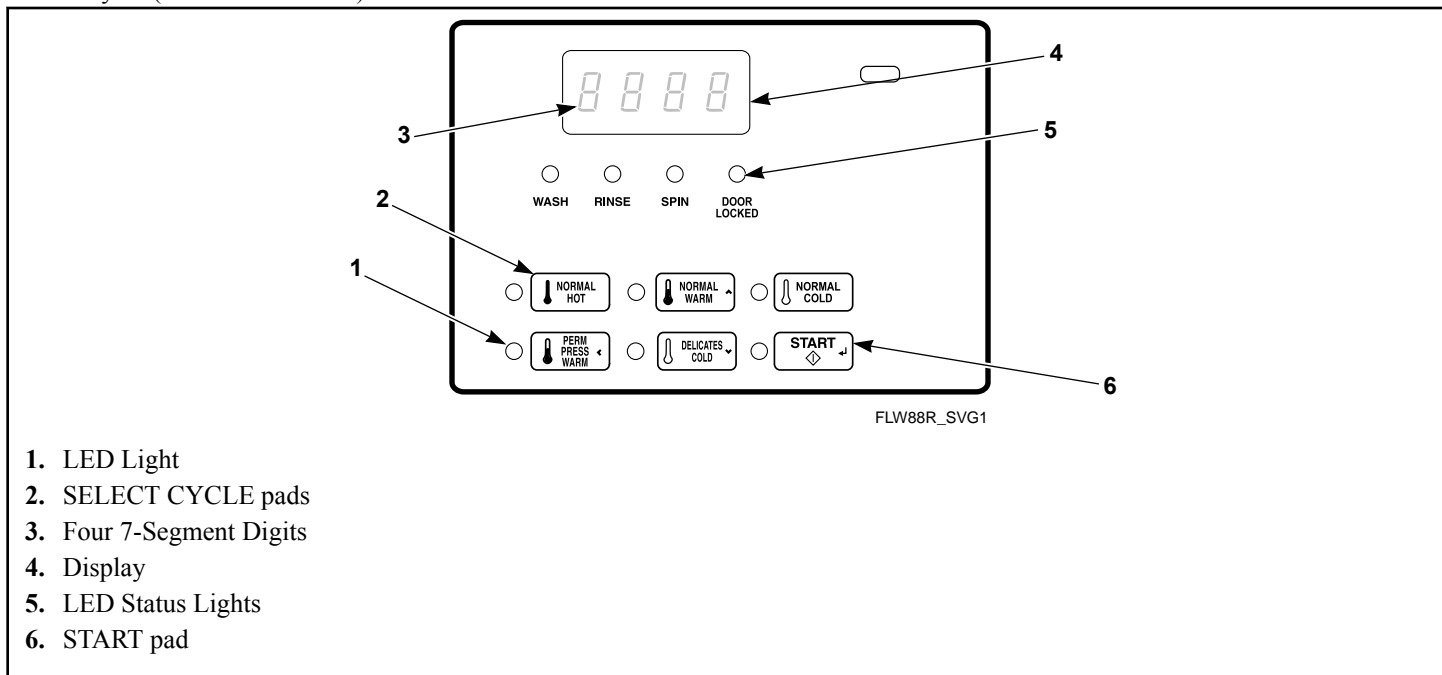 8888
4
3
5
WASH RINSE SPIN DOOR LOCKED
2
1
NORMAL HOT
NORMAL WARM
NORMAL COLD
PERM PRESS WARM
DELICATES COLD
START
6
FLW88R_SVG1
1. LED Light
2. SELECT CYCLE pads
3. Four 7-Segment Digits
4. Display
5. LED Status Lights
6. START pad